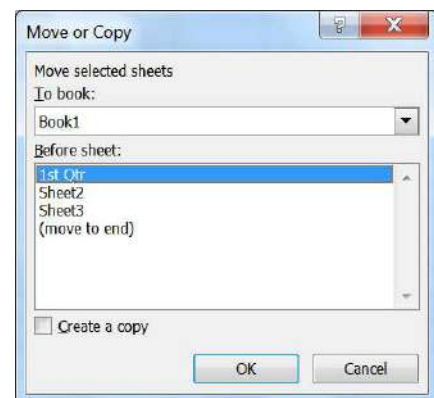 Move or Copy
Move selected sheets
To book:
Book1
Before sheet:
1st Qtr
Sheet2
Sheet3
(move to end)
Create a copy
OK Cancel